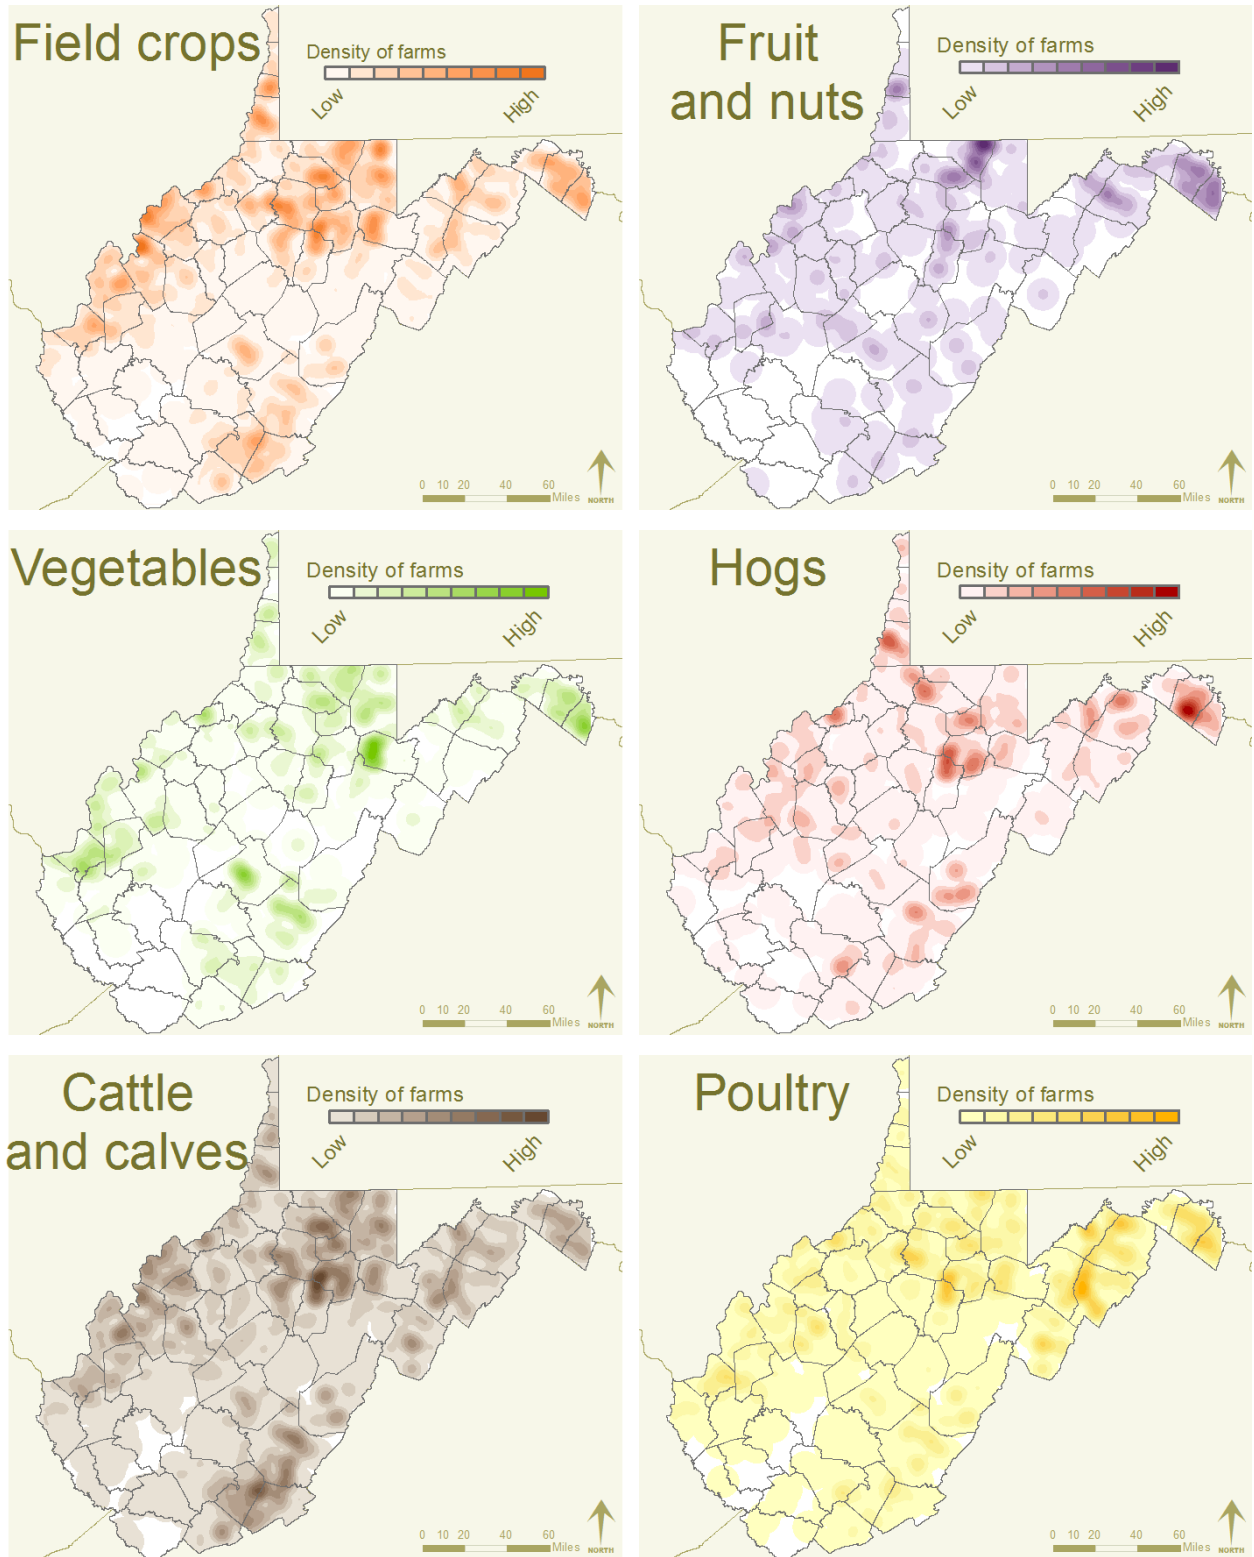 Field crops
Density of farms
Low
High
0 10 20 40 60
Miles
NORTH
Fruit
and nuts
Density of farms
Low
High
0 10 20 40 60
Miles
NORTH
Vegetables
Density of farms
Low
High
0 10 20 40 60
Miles
NORTH
Hogs
Density of farms
Low
High
0 10 20 40 60
Miles
NORTH
Cattle
and calves
Density of farms
Low
High
0 10 20 40 60
Miles
NORTH
Poultry
Density of farms
Low
High
0 10 20 40 60
Miles
NORTH